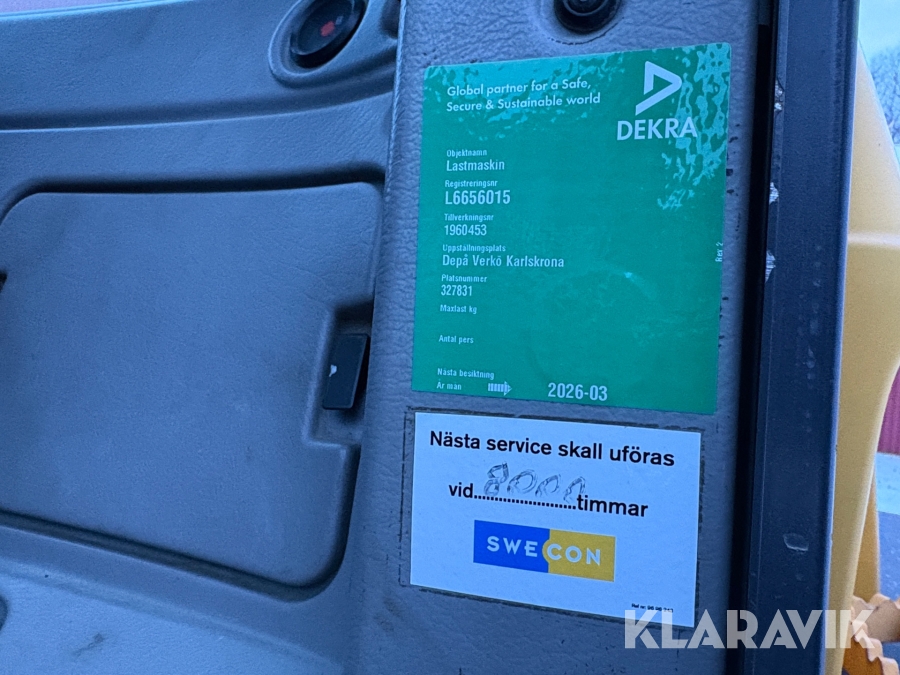 Global partner for a Safe,
Secure & Sustainable world
DEKRA
Objektnamn
Lastmaskin
Registreringsnr
L6656015
Tillverkningsnr
1960453
Uppställningsplats
Depå Verkö Karlskrona
Platsnummer
327831
Maxlast kg
Antal pers
Nästa besiktning
År mån
2026-03
Rev 2
Nästa service skall uföras
vid 8000 timmar
SWECON
KLARAVIK